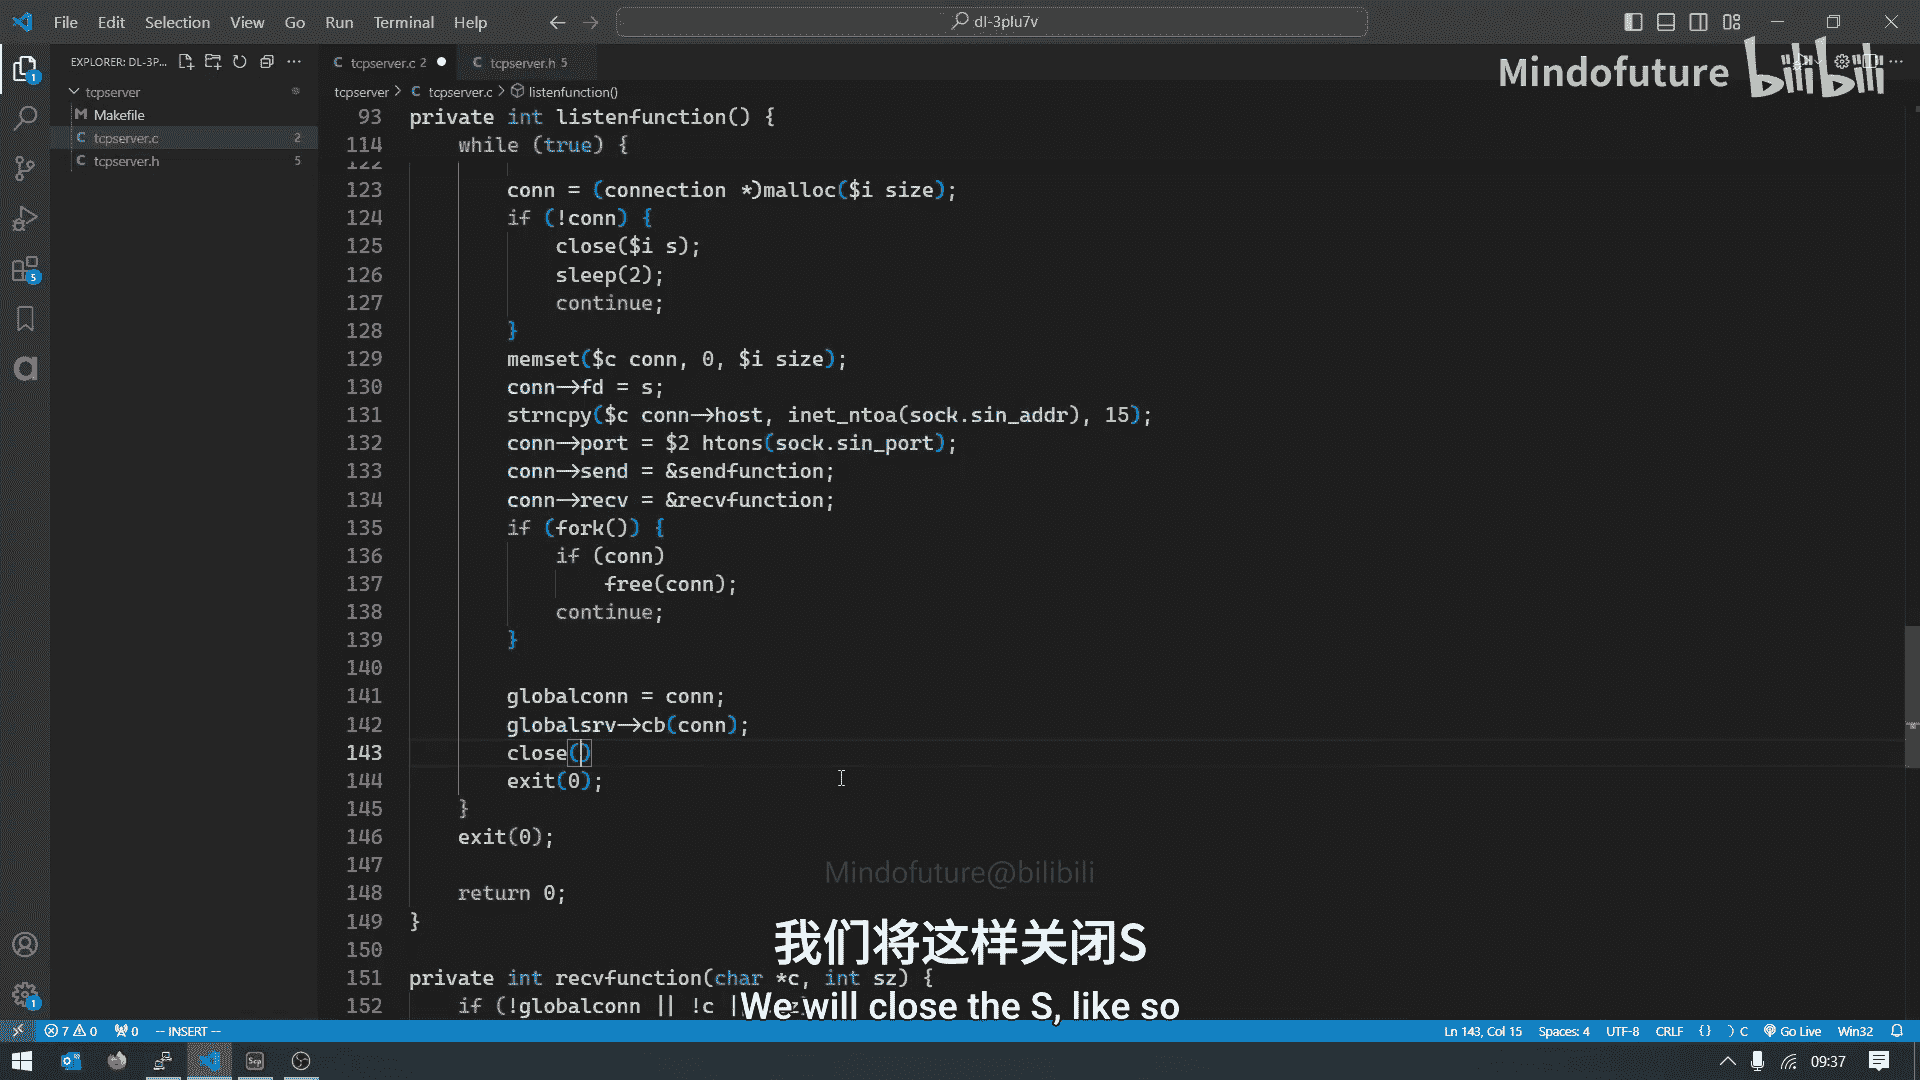 File Edit Selection View Go Run Terminal Help
dl-3plu7v
EXPLORER: DL-3P...
tcpserver
Makefile
tcpserver.c 2
tcpserver.h 5
tcpserver.c 2
tcpserver.h 5
Mindofuture bilibili
tcpserver > C tcpserver.c > listenfunction()
93 private int listenfunction() {
114 while (true) {
122
123 conn = (connection *)malloc($i size);
124 if (!conn) {
125 close($i s);
126 sleep(2);
127 continue;
128 }
129 memset($c conn, 0, $i size);
130 conn->fd = s;
131 strncpy($c conn->host, inet_ntoa(sock.sin_addr), 15);
132 conn->port = $2 htons(sock.sin_port);
133 conn->send = &sendfunction;
134 conn->recv = &recvfunction;
135 if (fork()) {
136 if (conn)
137 free(conn);
138 continue;
139 }
140
141 globalconn = conn;
142 globalsrv->cb(conn);
143 close()
144 exit(0);
145 }
146 exit(0);
147
148 return 0;
149 }
150
151 private int recvfunction(char *c, int sz) {
152 if (!globalconn || !c |
Mindofuture@bilibili
我们将这样关闭S
We will close the S, like so
7 0 0 -- INSERT --
Ln 143, Col 15 Spaces: 4 UTF-8 CRLF {} C Go Live Win32
09:37